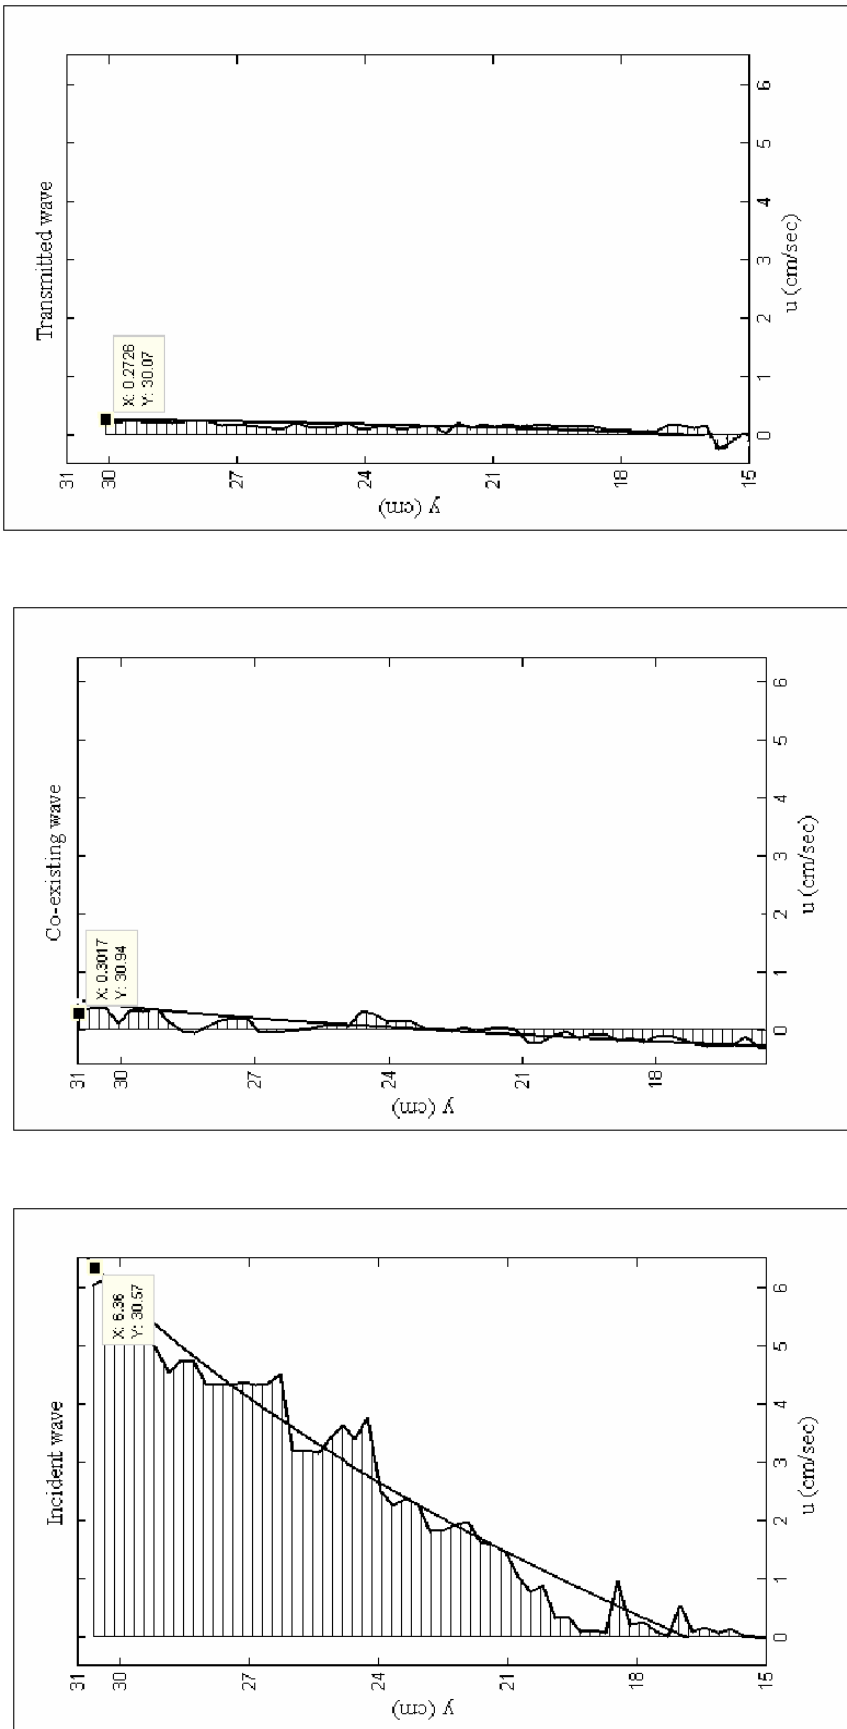 Incident wave
X: 6.36
Y: 30.57
31
30
27
24
21
18
15
y (cm)
0
1
2
3
4
5
6
u (cm/sec)
Co-existing wave
X: 0.3017
Y: 30.94
31
30
27
24
21
18
y (cm)
0
1
2
3
4
5
6
u (cm/sec)
Transmitted wave
X: 0.2726
Y: 30.07
31
30
27
24
21
18
15
y (cm)
0
1
2
3
4
5
6
u (cm/sec)